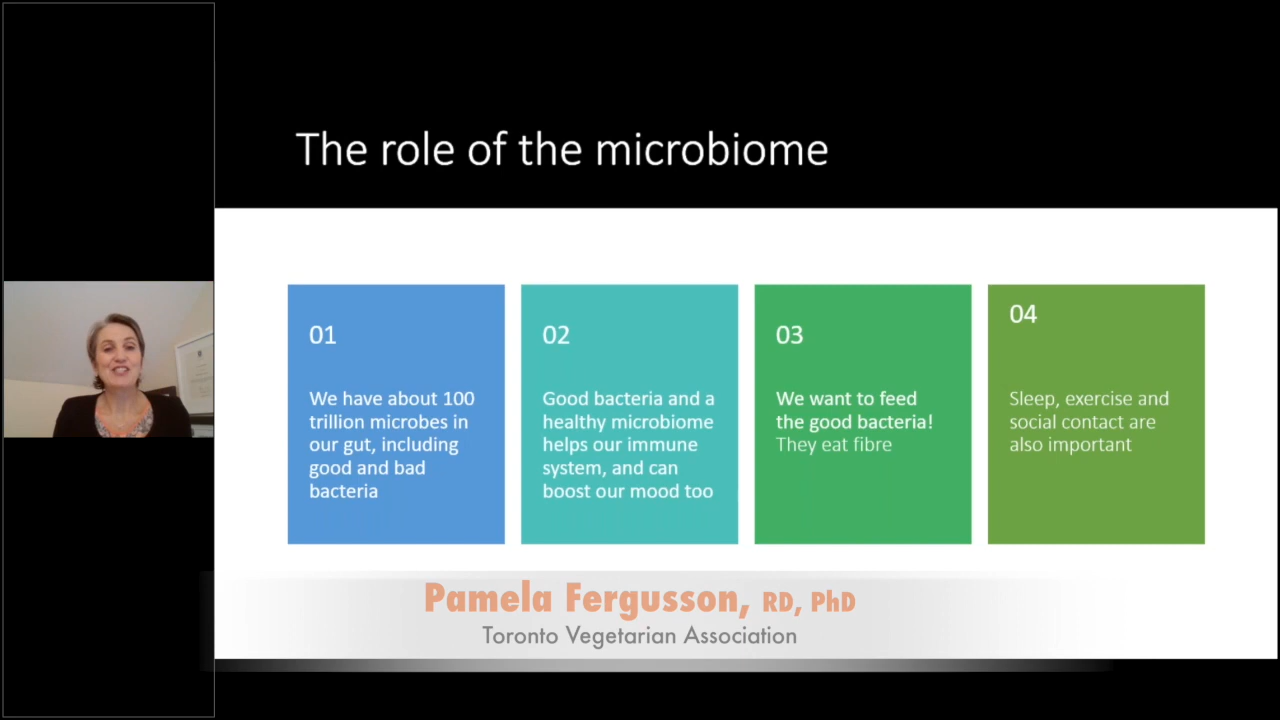 The role of the microbiome
01
We have about 100
trillion microbes in
our gut, including
good and bad
bacteria
02
Good bacteria and a
healthy microbiome
helps our immune
system, and can
boost our mood too
03
We want to feed
the good bacteria!
They eat fibre
04
Sleep, exercise and
social contact are
also important
Pamela Fergusson, RD, PhD
Toronto Vegetarian Association